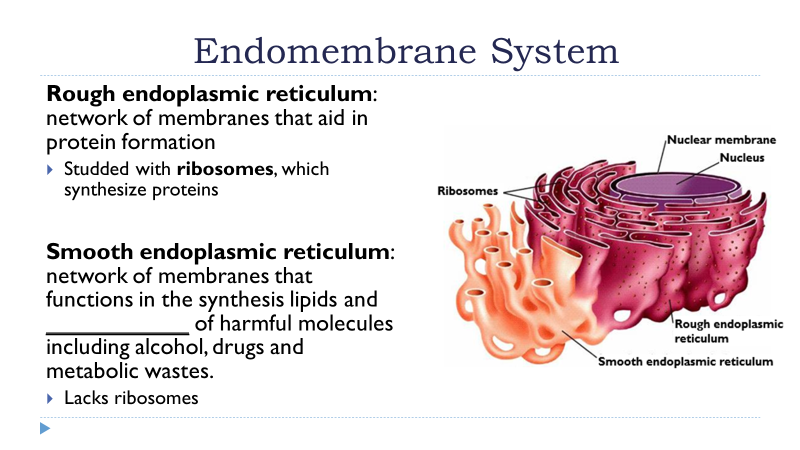 Endomembrane System
Rough endoplasmic reticulum:
network of membranes that aid in
protein formation
Studded with ribosomes, which
synthesize proteins
Smooth endoplasmic reticulum:
network of membranes that
functions in the synthesis lipids and
____________ of harmful molecules
including alcohol, drugs and
metabolic wastes.
Lacks ribosomes
Nuclear membrane
Nucleus
Ribosomes
Rough endoplasmic
reticulum
Smooth endoplasmic reticulum